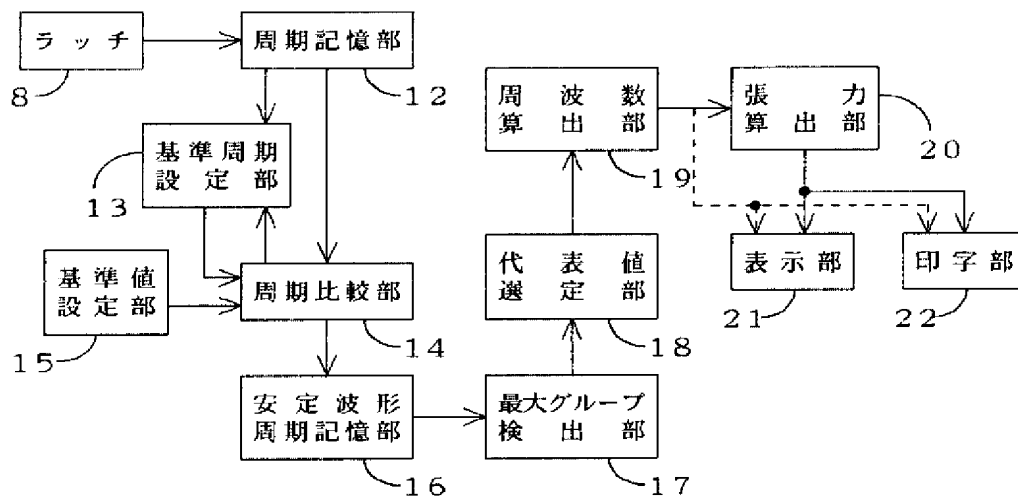 ラッチ
8
周期記憶部
12
基準周期
設定部
13
基準値
設定部
15
周期比較部
14
安定波形
周期記憶部
16
最大グループ
検出部
17
代表値
選定部
18
周波数
算出部
19
張力
算出部
20
表示部
21
印字部
22